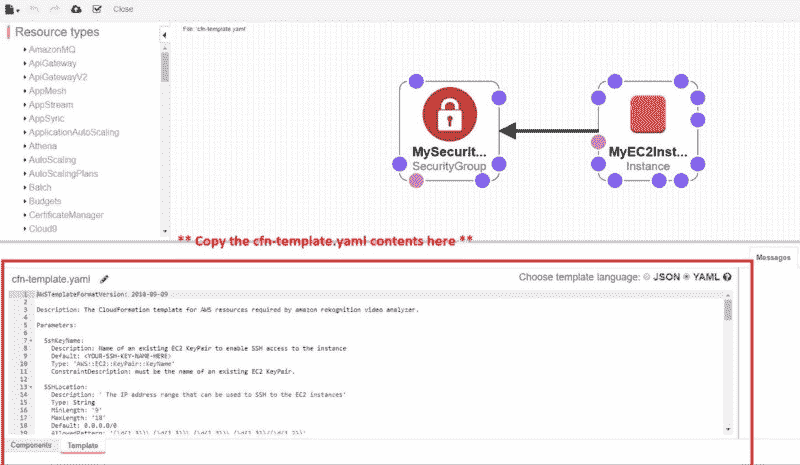 Close
File: cfn-template.yaml
Resource types
AmazonMQ
ApiGateway
ApiGatewayV2
AppMesh
AppStream
AppSync
ApplicationAutoScaling
Athena
AutoScaling
AutoScalingPlans
Batch
Budgets
CertificateManager
Cloud9
MySecurit...
SecurityGroup
MyEC2Inst...
Instance
** Copy the cfn-template.yaml contents here **
Messages
cfn-template.yaml
Choose template language: JSON YAML
1 AWSTemplateFormatVersion: 2010-09-09
2
3 Description: The CloudFormation template for AWS resources required by amazon rekognition video analyzer.
4
5 Parameters:
6
7 SshKeyName:
8 Description: Name of an existing EC2 KeyPair to enable SSH access to the instance
9 Default: <YOUR-SSH-KEY-NAME-HERE>
10 Type: 'AWS::EC2::KeyPair::KeyName'
11 ConstraintDescription: must be the name of an existing EC2 KeyPair.
12
13 SSHLocation:
14 Description: ' The IP address range that can be used to SSH to the EC2 instances'
15 Type: String
16 MinLength: '9'
17 MaxLength: '18'
18 Default: 0.0.0.0/0
19
Components
Template